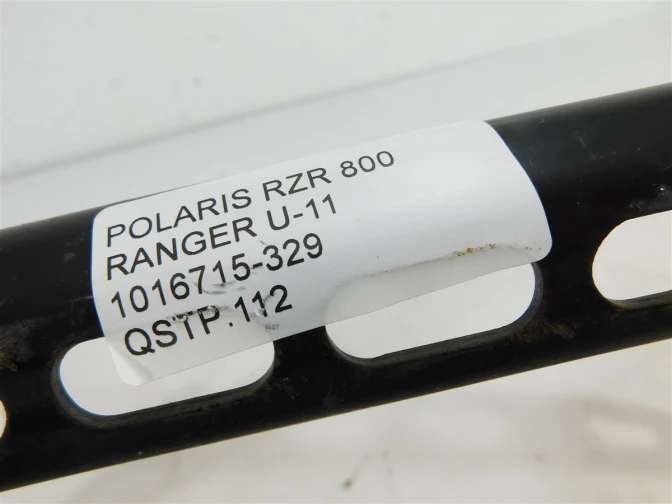 POLARIS RZR 800
RANGER U-11
1016715-329
QSTP.112